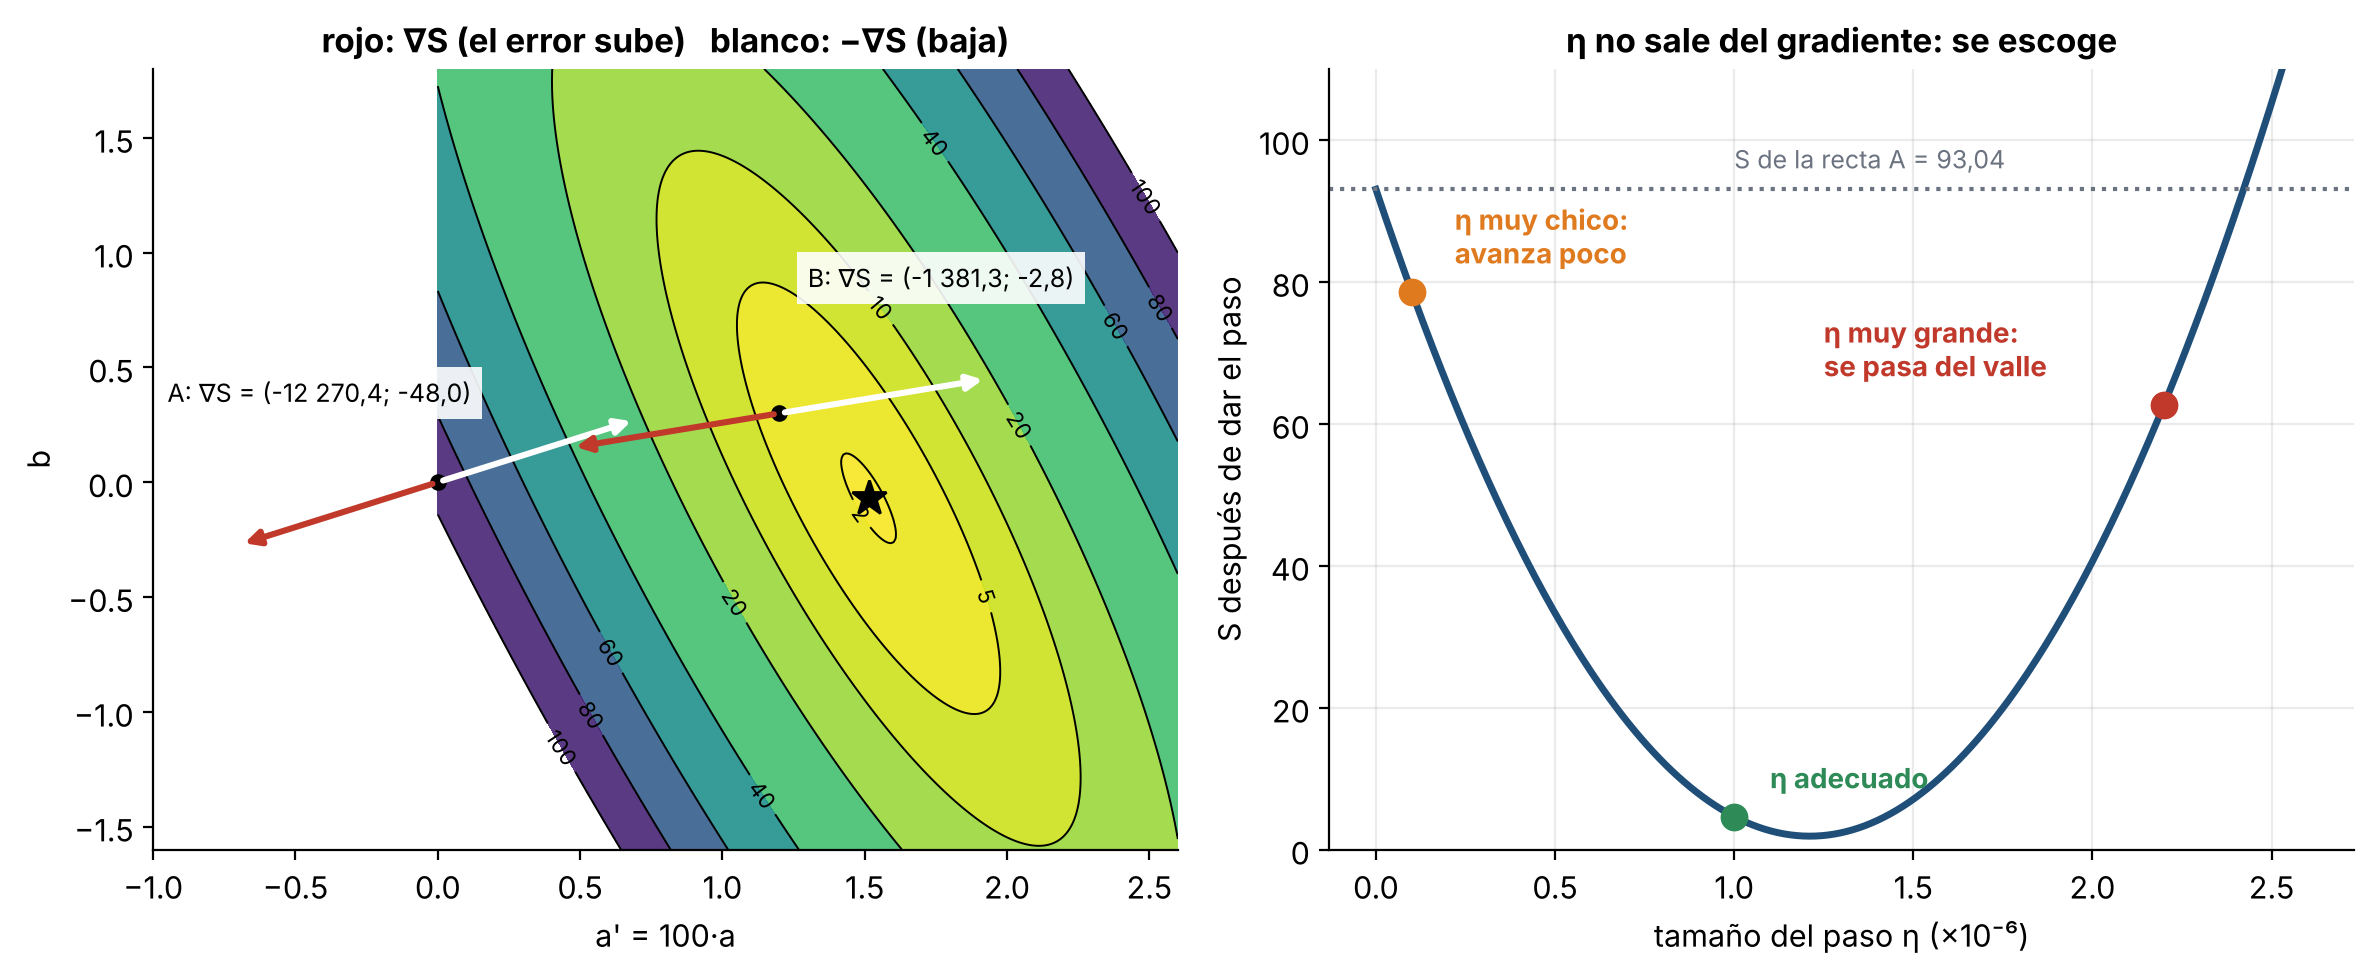 rojo: ∇S (el error sube)   blanco: −∇S (baja)
1.5
1.0
0.5
0.0
−0.5
−1.0
−1.5
b
−1.0
−0.5
0.0
0.5
1.0
1.5
2.0
2.5
a' = 100·a
A: ∇S = (-12 270,4; -48,0)
B: ∇S = (-1 381,3; -2,8)
40
100
80
60
10
20
5
2
20
60
80
100
40
η no sale del gradiente: se escoge
S después de dar el paso
100
80
60
40
20
0
S de la recta A = 93,04
η muy chico:
avanza poco
η muy grande:
se pasa del valle
η adecuado
0.0
0.5
1.0
1.5
2.0
2.5
tamaño del paso η (×10⁻⁶)